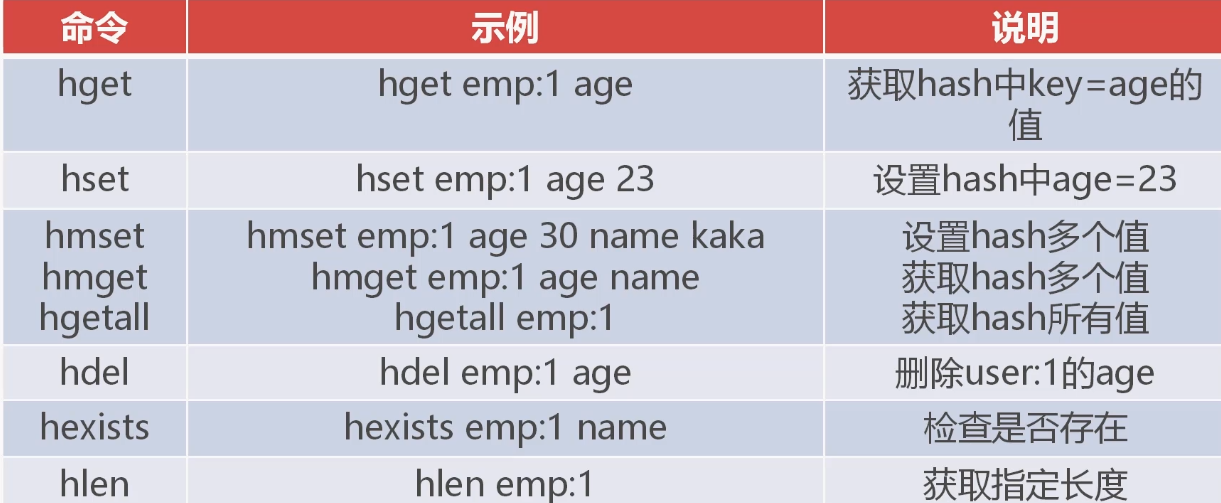 命令 示例 说明
hget hget emp:1 age 获取hash中key=age的
值
hset hset emp:1 age 23 设置hash中age=23
hmset hmset emp:1 age 30 name kaka 设置hash多个值
hmget hmget emp:1 age name 获取hash多个值
hgetall hgetall emp:1 获取hash所有值
hdel hdel emp:1 age 删除user:1的age
hexists hexists emp:1 name 检查是否存在
hlen hlen emp:1 获取指定长度